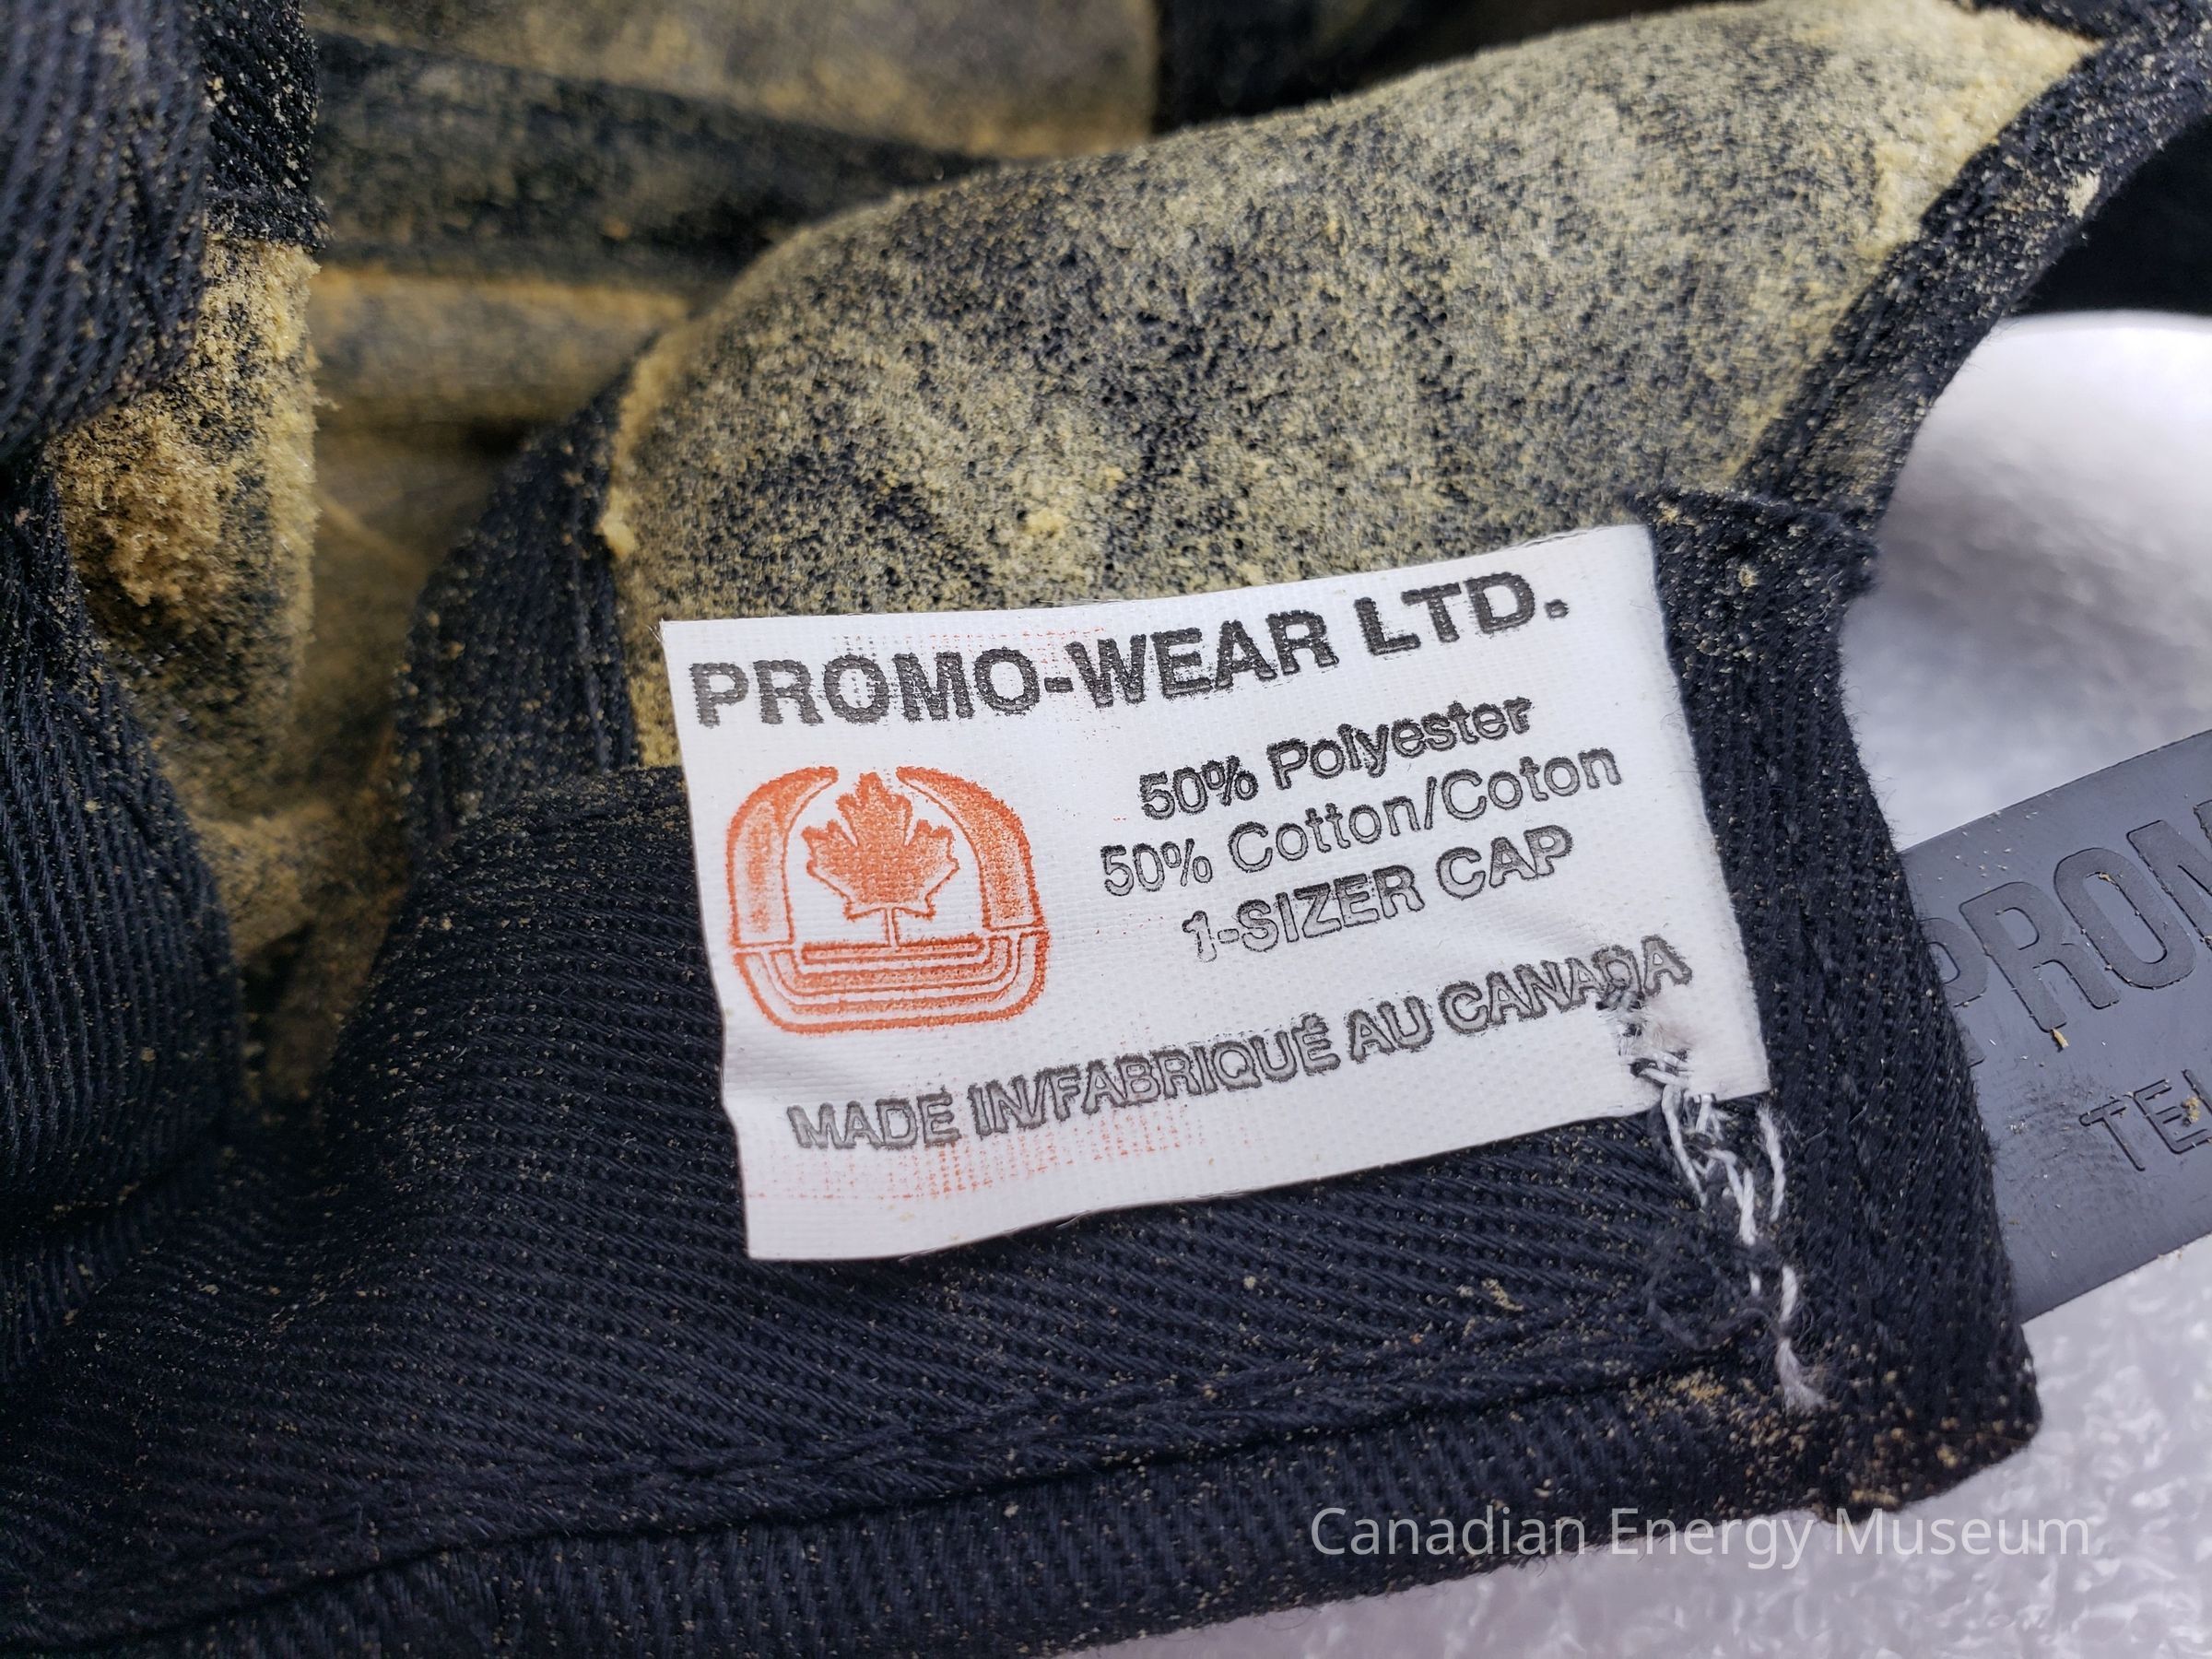 PROMO-WEAR LTD.
50% Polyester
50% Cotton/Coton
1-SIZER CAP
MADE IN/FABRIQUÉ AU CANADA
Canadian Energy Museum